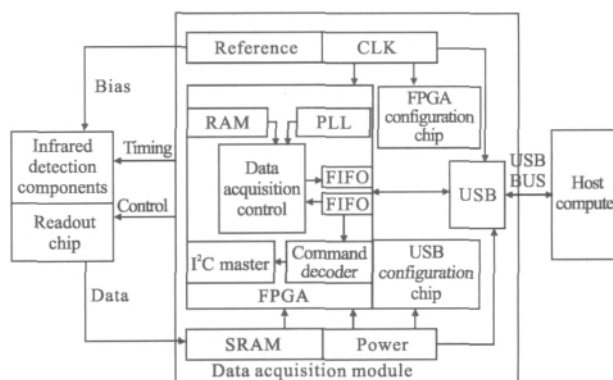 Reference
CLK
Bias
FPGA
configuration
chip
RAM
PLL
Infrared
detection
components
Timing
Data
acquisition
control
FIFO
FIFO
USB
USB
BUS
Host
compute
Readout
chip
Control
I²C master
Command
decoder
USB
configuration
chip
FPGA
Data
SRAM
Power
Data acquisition module